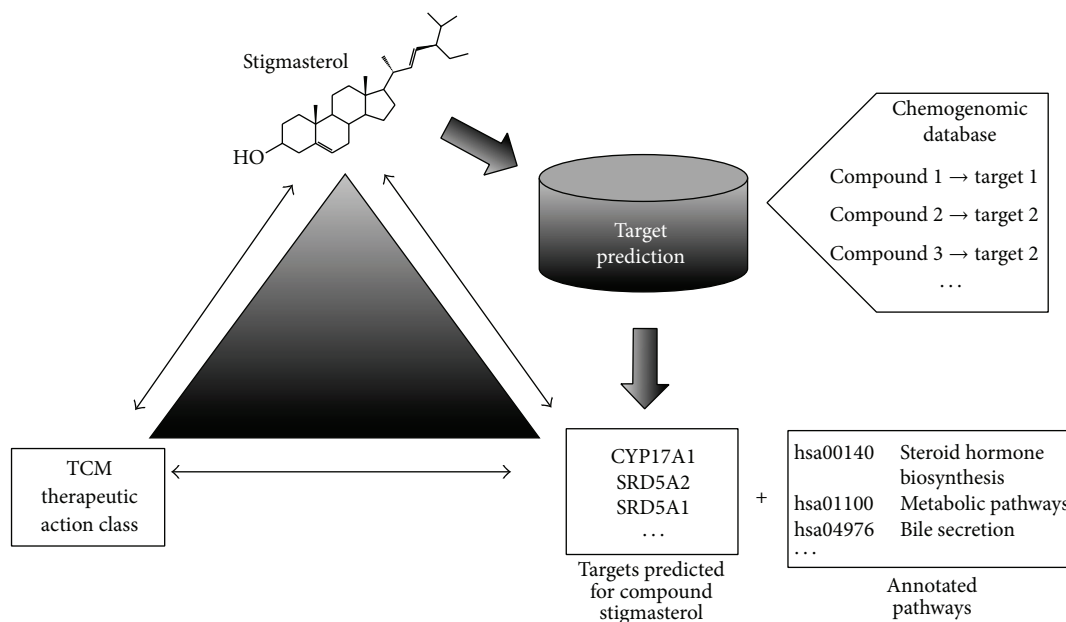 Stigmasterol
HO
Chemogenomic
database
Compound 1 → target 1
Compound 2 → target 2
Compound 3 → target 2
...
Target
prediction
TCM
therapeutic
action class
CYP17A1
SRD5A2
SRD5A1
...
+
hsa00140 Steroid hormone
biosynthesis
hsa01100 Metabolic pathways
hsa04976 Bile secretion
...
Targets predicted
for compound
stigmasterol
Annotated
pathways